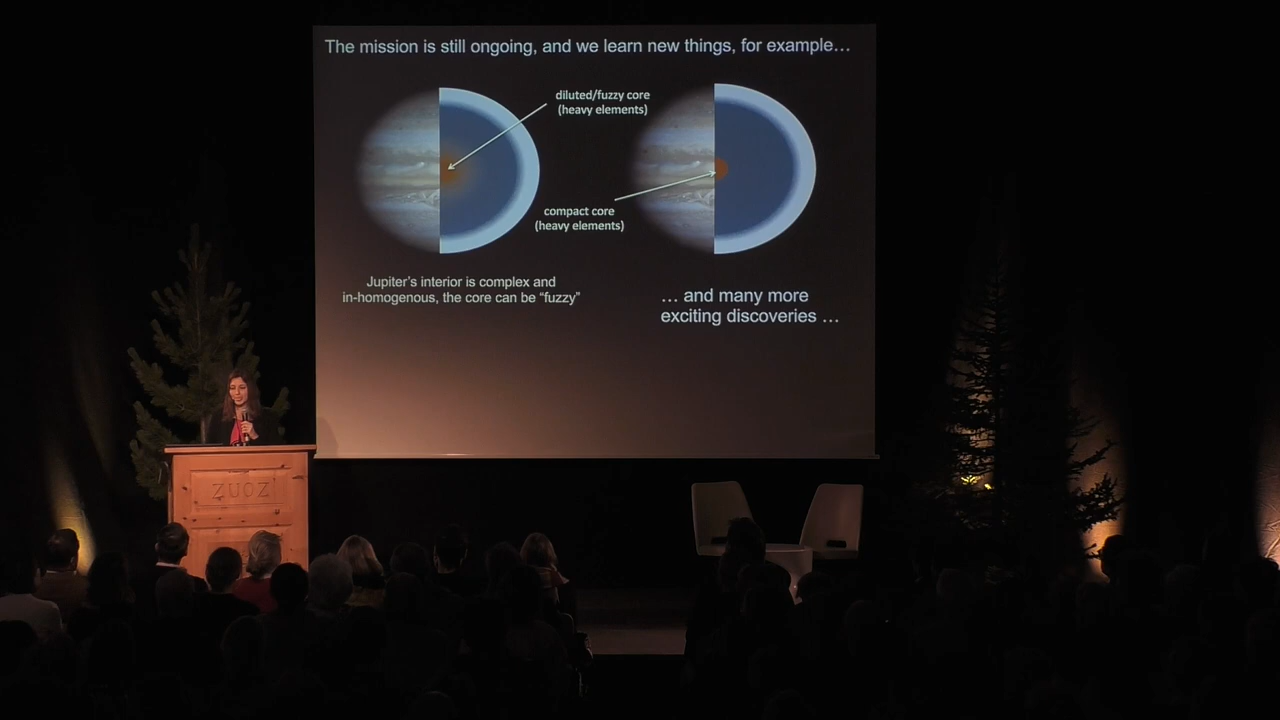 The mission is still ongoing, and we learn new things, for example…
diluted/fuzzy core
(heavy elements)
compact core
(heavy elements)
Jupiter's interior is complex and
in-homogenous, the core can be “fuzzy”
… and many more
exciting discoveries …
ZUOZ